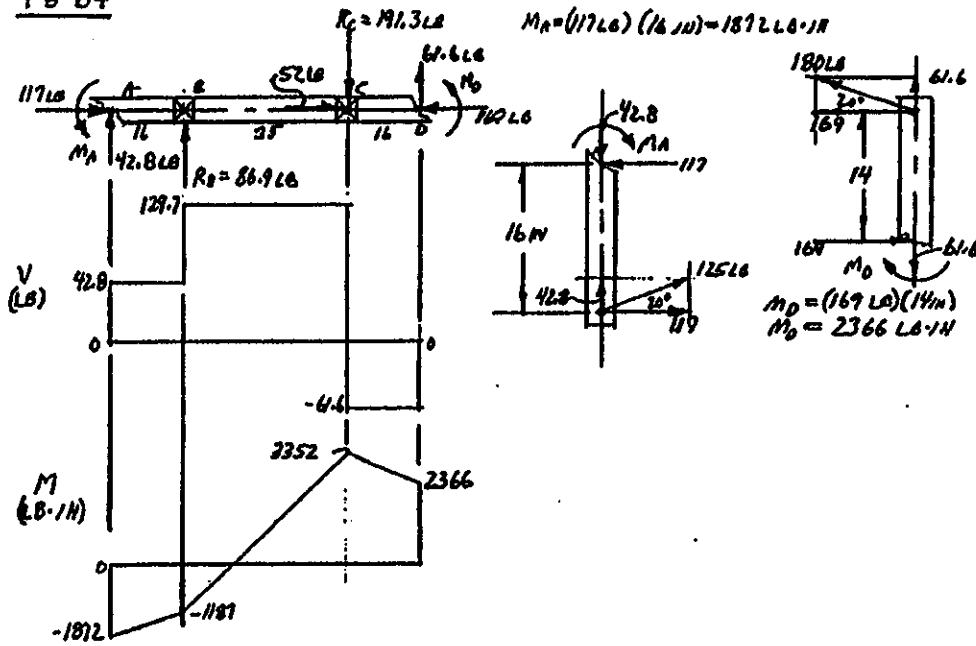 R_C = 191.3 LB
M_A = (117 LB) (16 IN) = 1872 LB·IN
61.6 LB
M_D
180 LB
61.6
A
B
52 LB
C
117 LB
160 LB
42.8
20°
169
16
16
D
M_A
M_A
42.8 LB
117
14
R_B = 86.9 LB
129.7
16 IN
125 LB
61.6
M_D
V
(LB)
42.8
42.8
20°
M_D = (169 LB)(14 IN)
119
M_D = 2366 LB·IN
0
0
-61.6
3352
M
(LB·IN)
2366
0
-1187
-1872